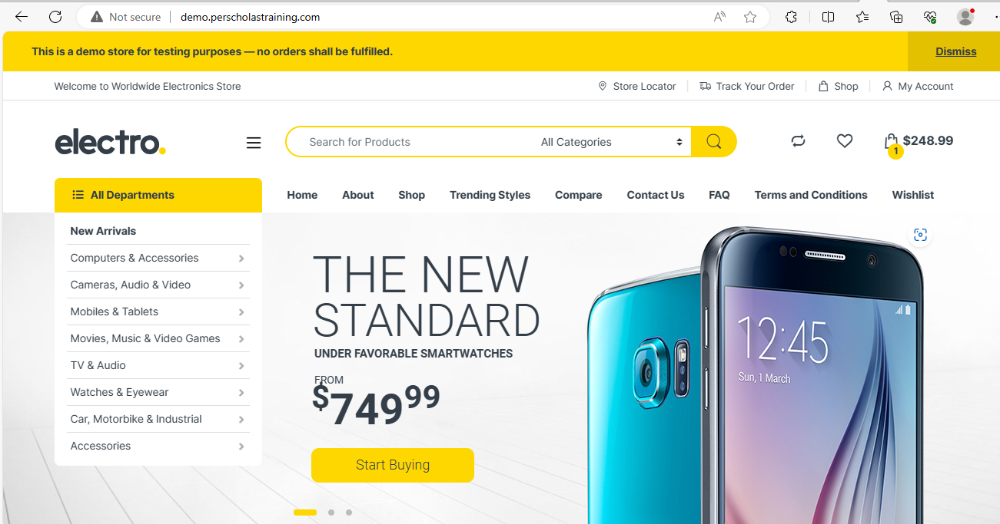 Not secure demo.perscholastraining.com
This is a demo store for testing purposes — no orders shall be fulfilled. Dismiss
Welcome to Worldwide Electronics Store Store Locator Track Your Order Shop My Account
electro. Search for Products All Categories 1 $248.99
All Departments Home About Shop Trending Styles Compare Contact Us FAQ Terms and Conditions Wishlist
New Arrivals
Computers & Accessories
Cameras, Audio & Video
Mobiles & Tablets
Movies, Music & Video Games
TV & Audio
Watches & Eyewear
Car, Motorbike & Industrial
Accessories
THE NEW
STANDARD
UNDER FAVORABLE SMARTWATCHES
FROM
$74999
Start Buying
12:45
Sun, 1 March